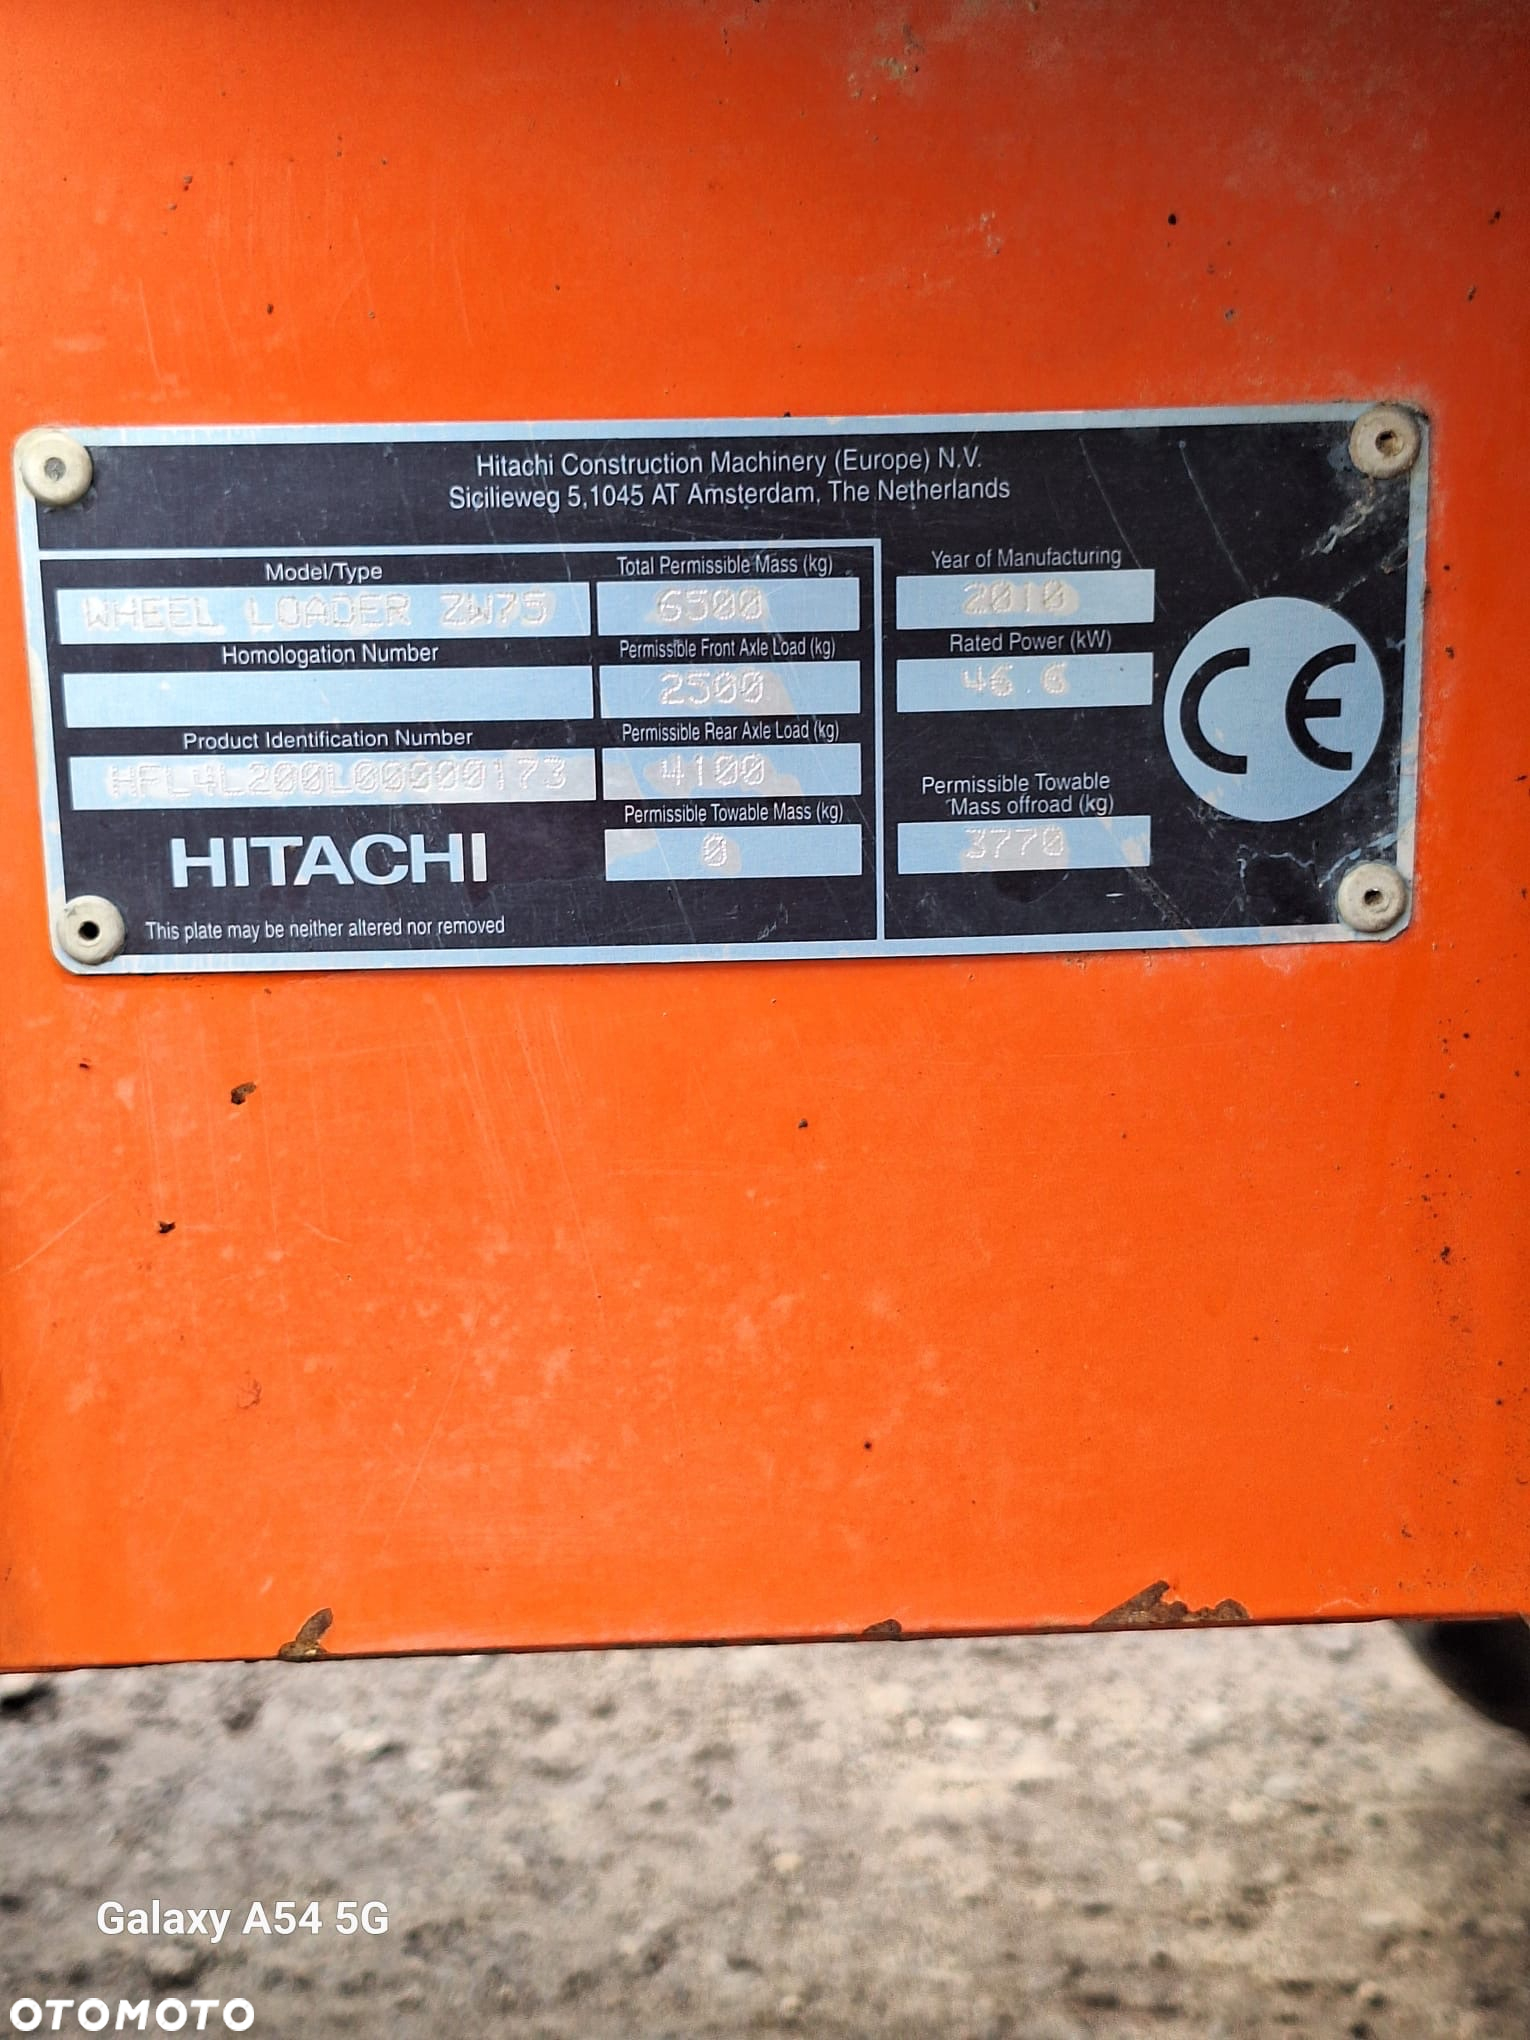 Hitachi Construction Machinery (Europe) N.V.
Sicilieweg 5,1045 AT Amsterdam, The Netherlands
Model/Type
WHEEL LOADER ZW75
Homologation Number
Product Identification Number
HFL4L200L00000173
HITACHI
This plate may be neither altered nor removed
Total Permissible Mass (kg)
6500
Permissible Front Axle Load (kg)
2500
Permissible Rear Axle Load (kg)
4100
Permissible Towable Mass (kg)
0
Year of Manufacturing
2010
Rated Power (kW)
46.6
Permissible Towable
Mass offroad (kg)
3770
CE
Galaxy A54 5G
OTOMOTO